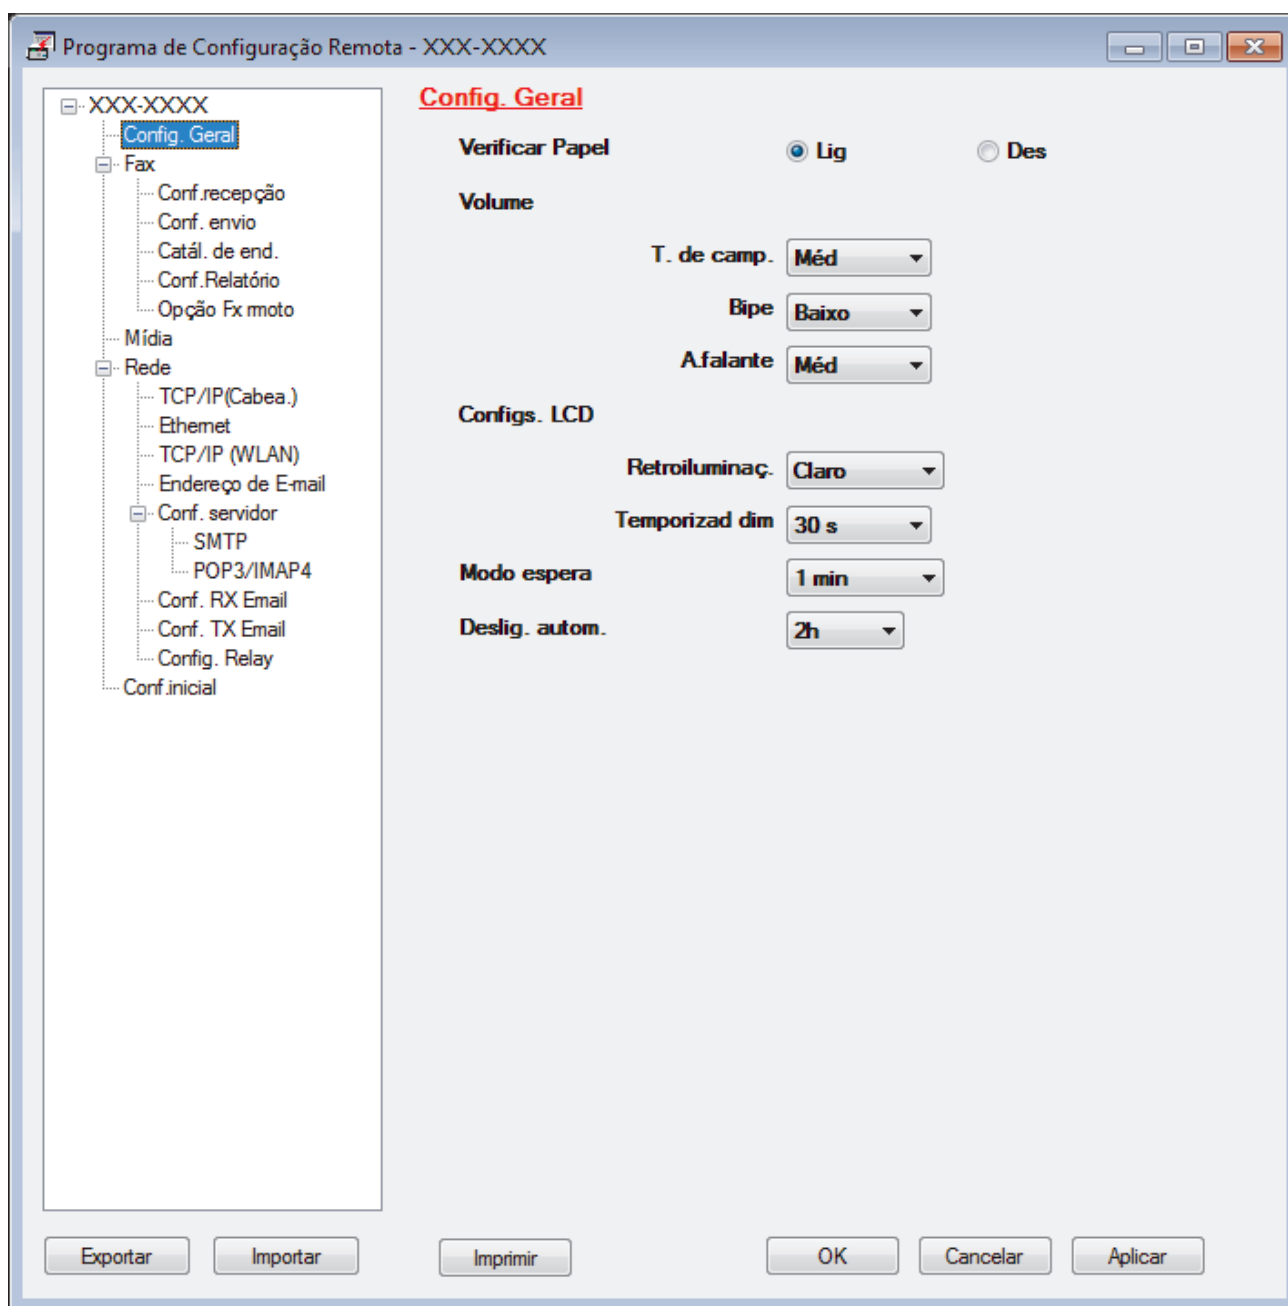 Programa de Configuração Remota - XXX-XXXX
XXX-XXXX
Config. Geral
Fax
Conf.recepção
Conf. envio
Catál. de end.
Conf.Relatório
Opção Fx rmoto
Mídia
Rede
TCP/IP(Cabea.)
Ethernet
TCP/IP (WLAN)
Endereço de E-mail
Conf. servidor
SMTP
POP3/IMAP4
Conf. RX Email
Conf. TX Email
Config. Relay
Conf.inicial
Config. Geral
Verificar Papel Lig Des
Volume
T. de camp. Méd
Bipe Baixo
A.falante Méd
Configs. LCD
Retroiluminaç. Claro
Temporizad dim 30 s
Modo espera 1 min
Deslig. autom. 2h
Exportar Importar Imprimir OK Cancelar Aplicar